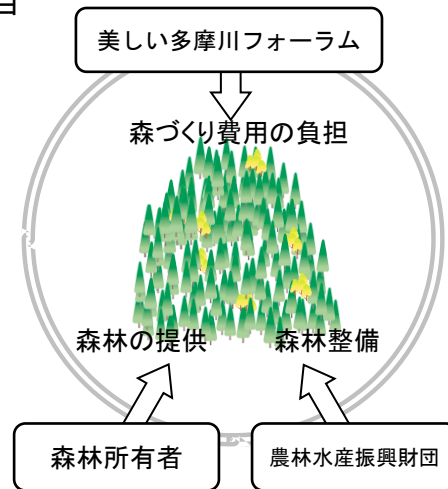 美しい多摩川フォーラム
森づくり費用の負担
森林の提供
森林整備
森林所有者
農林水産振興財団